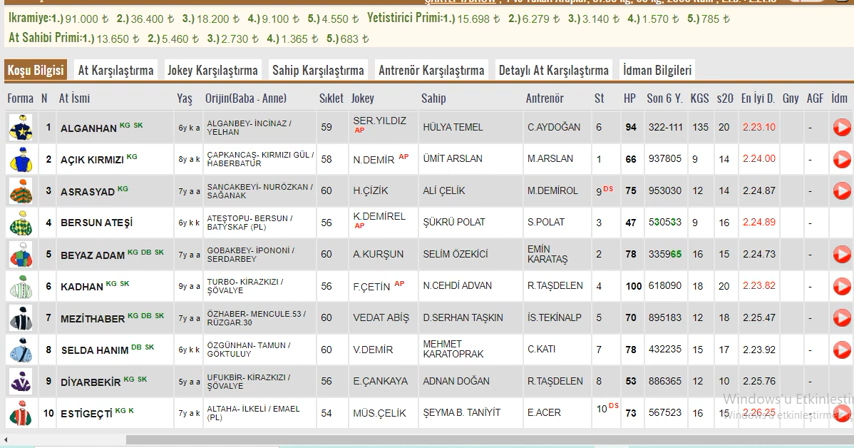 Ikramiye:1.) 91.000 ₺ 2.) 36.400 ₺ 3.) 18.200 ₺ 4.) 9.100 ₺ 5.) 4.550 ₺ Yetistirici Primi:1.) 15.698 ₺ 2.) 6.279 ₺ 3.) 3.140 ₺ 4.) 1.570 ₺ 5.) 785 ₺
At Sahibi Primi:1.) 13.650 ₺ 2.) 5.460 ₺ 3.) 2.730 ₺ 4.) 1.365 ₺ 5.) 683 ₺
Koşu Bilgisi At Karşılaştırma Jokey Karşılaştırma Sahip Karşılaştırma Antrenör Karşılaştırma Detaylı At Karşılaştırma İdman Bilgileri
Forma N At İsmi Yaş Orijin(Baba - Anne) Sıklet Jokey Sahip Antrenör St HP Son 6 Y. KGS s20 En İyi D. Gny AGF İdm
1 ALGANHAN KG SK 6y k a ALGANBEY- İNCİNAZ / YELHAN 59 SER.YILDIZ AP HÜLYA TEMEL C.AYDOĞAN 6 94 322-111 135 20 2.23.10 -
2 AÇIK KIRMIZI KG 8y a k ÇAPKANCAŞ- KIRMIZI GÜL / HABERBATUR 58 N.DEMİR AP ÜMİT ARSLAN M.ARSLAN 1 66 937805 9 14 2.24.00 -
3 ASRASYAD KG 7y a a SANCAKBEYİ- NURÖZKAN / SAĞANAK 60 H.ÇİZİK ALİ ÇELİK M.DEMİROL 9 DS 75 953030 12 14 2.24.87 -
4 BERSUN ATEŞİ 6y k k ATEŞTOPU- BERSUN / BATYSKAF (PL) 56 K.DEMİREL AP ŞÜKRÜ POLAT S.POLAT 3 47 530533 9 16 2.24.89 -
5 BEYAZ ADAM KG DB SK 7y a a GOBAKBEY- İPONONİ / SERDARBEY 60 A.KURŞUN SELİM ÖZEKİCİ EMİN KARATAŞ 2 78 335965 16 15 2.24.73 -
6 KADHAN KG SK 9y a a TURBO- KİRAZKIZI / ŞÖVALYE 56 F.ÇETİN AP N.CEHDİ ADVAN R.TAŞDELEN 4 100 618090 18 20 2.23.82 -
7 MEZİTHABER KG DB SK 7y a a ÖZHABER- MENCULE.53 / RÜZGAR.30 60 VEDAT ABİŞ D.SERHAN TAŞKIN İS.TEKİNALP 5 70 895183 12 18 2.25.47 -
8 SELDA HANIM DB SK 6y k k ÖZGÜNHAN- TAMUN / GÖKTULUY 60 V.DEMİR MEHMET KARATOPRAK C.KATI 7 78 432235 15 17 2.23.92 -
9 DİYARBEKİR KG SK 5y a a UFUKBİR- KİRAZKIZI / ŞÖVALYE 56 E.ÇANKAYA ADNAN DOĞAN R.TAŞDELEN 8 53 886365 12 10 2.25.76 -
10 ESTİGEÇTİ KG K 7y a k ALTAHA- İLKELİ / EMAEL (PL) 54 MÜS.ÇELİK ŞEYMA B. TANİYİT E.ACER 10 DS 73 567523 16 15 2.26.25 -
Windows'u Etkinleştir